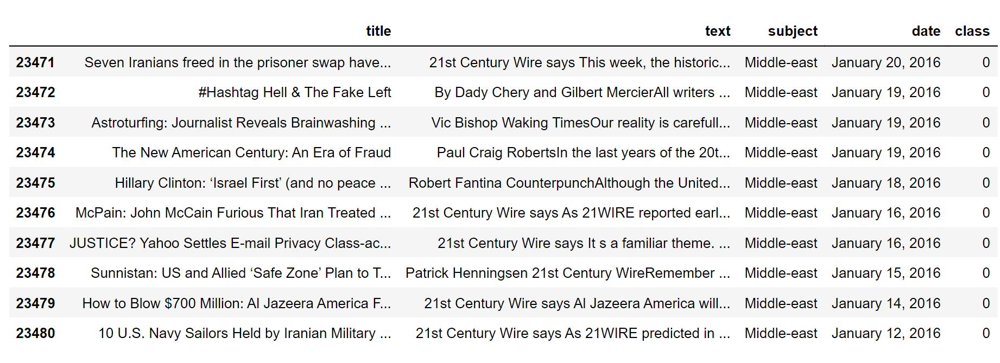 title text subject date class
23471 Seven Iranians freed in the prisoner swap have... 21st Century Wire says This week, the historic... Middle-east January 20, 2016 0
23472 #Hashtag Hell & The Fake Left By Dady Chery and Gilbert MercierAll writers ... Middle-east January 19, 2016 0
23473 Astroturfing: Journalist Reveals Brainwashing ... Vic Bishop Waking TimesOur reality is carefull... Middle-east January 19, 2016 0
23474 The New American Century: An Era of Fraud Paul Craig RobertsIn the last years of the 20t... Middle-east January 19, 2016 0
23475 Hillary Clinton: ‘Israel First’ (and no peace ... Robert Fantina CounterpunchAlthough the United... Middle-east January 18, 2016 0
23476 McPain: John McCain Furious That Iran Treated ... 21st Century Wire says As 21WIRE reported earl... Middle-east January 16, 2016 0
23477 JUSTICE? Yahoo Settles E-mail Privacy Class-ac... 21st Century Wire says It s a familiar theme. ... Middle-east January 16, 2016 0
23478 Sunnistan: US and Allied ‘Safe Zone’ Plan to T... Patrick Henningsen 21st Century WireRemember ... Middle-east January 15, 2016 0
23479 How to Blow $700 Million: Al Jazeera America F... 21st Century Wire says Al Jazeera America will... Middle-east January 14, 2016 0
23480 10 U.S. Navy Sailors Held by Iranian Military ... 21st Century Wire says As 21WIRE predicted in ... Middle-east January 12, 2016 0